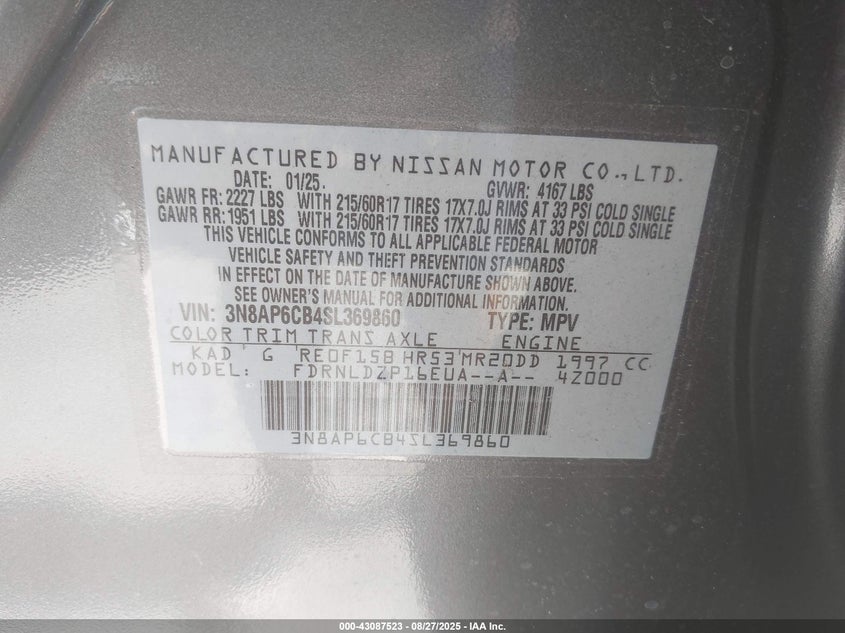 MANUFACTURED BY NISSAN MOTOR CO., LTD.
DATE: 01/25. GVWR: 4167 LBS
GAWR FR: 2227 LBS WITH 215/60R17 TIRES 17X7.0J RIMS AT 33 PSI COLD SINGLE
GAWR RR: 1951 LBS WITH 215/60R17 TIRES 17X7.0J RIMS AT 33 PSI COLD SINGLE
THIS VEHICLE CONFORMS TO ALL APPLICABLE FEDERAL MOTOR
VEHICLE SAFETY AND THEFT PREVENTION STANDARDS
IN EFFECT ON THE DATE OF MANUFACTURE SHOWN ABOVE.
SEE OWNER'S MANUAL FOR ADDITIONAL INFORMATION.
VIN: 3N8AP6CB4SL369860 TYPE: MPV
COLOR TRIM TRANS AXLE ENGINE
KAD G RE0F15B HR53 MR20DD 1997 CC
MODEL: FDRNLDZP16EUA--A-- 4Z000
3N8AP6CB4SL369860
000-43087523 - 08/27/2025 - IAA Inc.